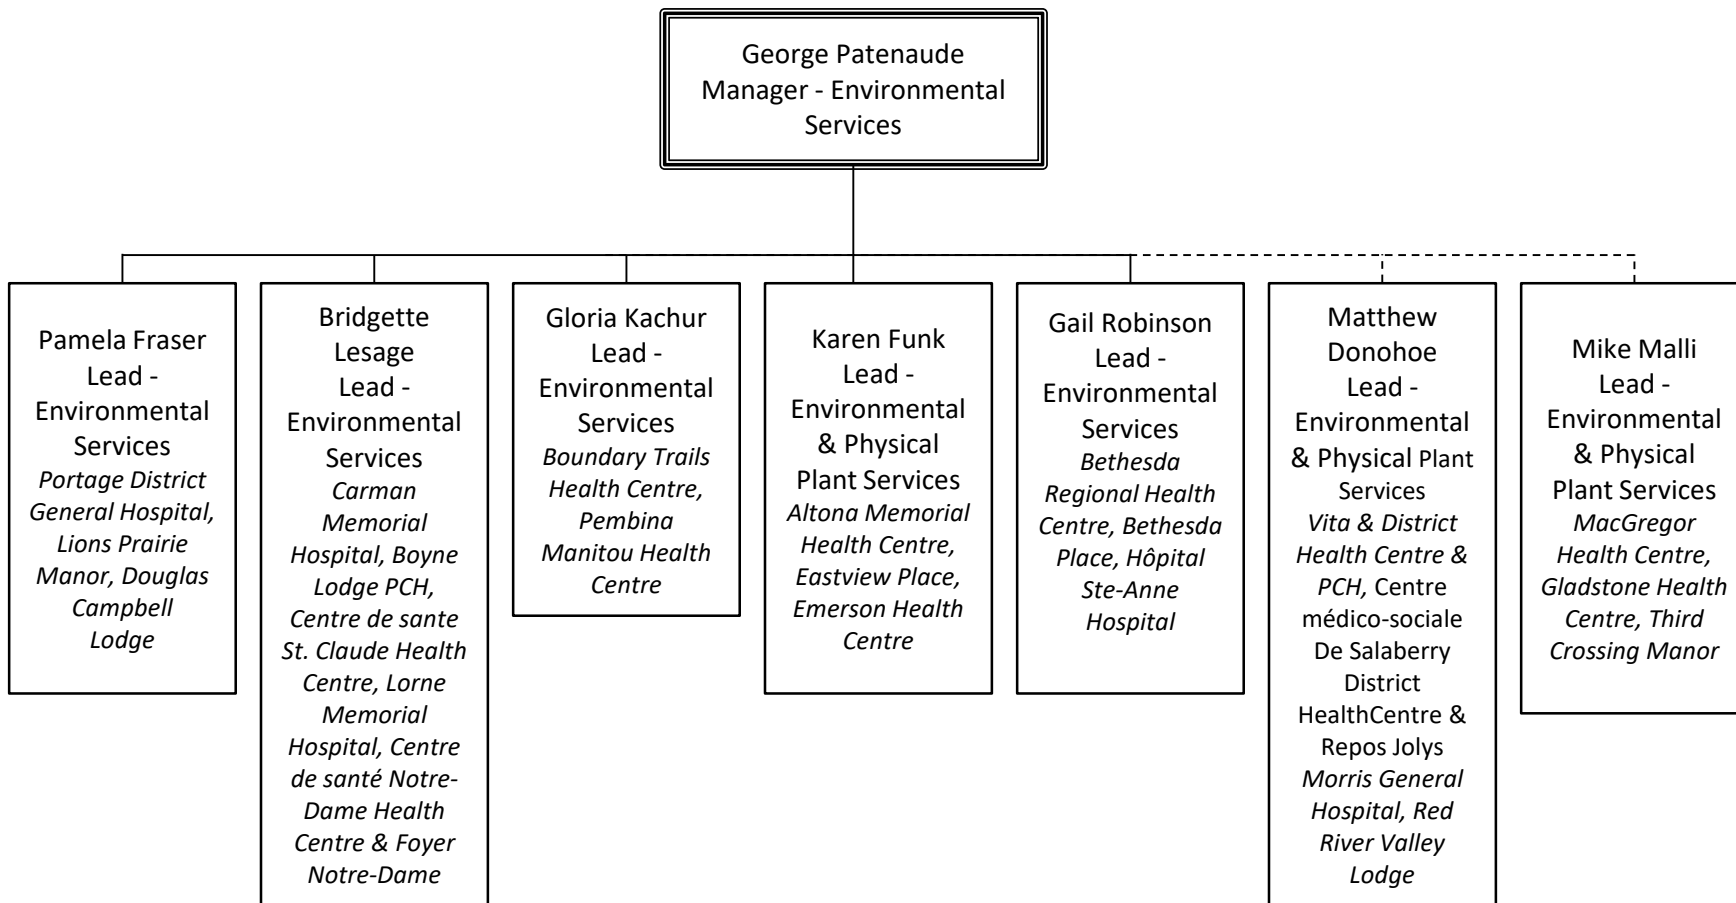 George Patenaude
Manager - Environmental
Services
Pamela Fraser
Lead -
Environmental
Services
Portage District
General Hospital,
Lions Prairie
Manor, Douglas
Campbell
Lodge
Bridgette
Lesage
Lead -
Environmental
Services
Carman
Memorial
Hospital, Boyne
Lodge PCH,
Centre de sante
St. Claude Health
Centre, Lorne
Memorial
Hospital, Centre
de santé Notre-
Dame Health
Centre & Foyer
Notre-Dame
Gloria Kachur
Lead -
Environmental
Services
Boundary Trails
Health Centre,
Pembina
Manitou Health
Centre
Karen Funk
Lead -
Environmental
& Physical
Plant Services
Altona Memorial
Health Centre,
Eastview Place,
Emerson Health
Centre
Gail Robinson
Lead -
Environmental
Services
Bethesda
Regional Health
Centre, Bethesda
Place, Hôpital
Ste-Anne
Hospital
Matthew
Donohoe
Lead -
Environmental
& Physical Plant
Services
Vita & District
Health Centre &
PCH, Centre
médico-sociale
De Salaberry
District
HealthCentre &
Repos Jolys
Morris General
Hospital, Red
River Valley
Lodge
Mike Malli
Lead -
Environmental
& Physical
Plant Services
MacGregor
Health Centre,
Gladstone Health
Centre, Third
Crossing Manor